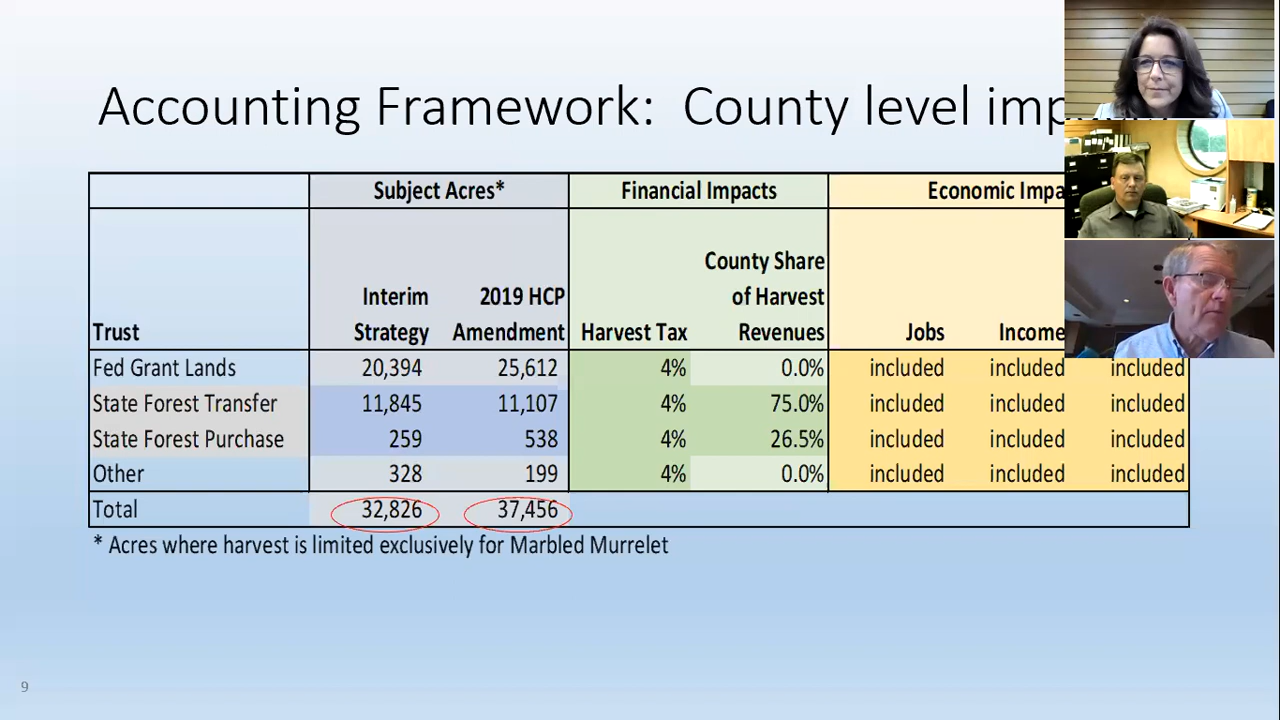 Accounting Framework: County level
Subject Acres* Financial Impacts Economic
Trust Interim Strategy 2019 HCP Amendment Harvest Tax County Share of Harvest Revenues Jobs Income
Fed Grant Lands 20,394 25,612 4% 0.0% included included included
State Forest Transfer 11,845 11,107 4% 75.0% included included included
State Forest Purchase 259 538 4% 26.5% included included included
Other 328 199 4% 0.0% included included included
Total 32,826 37,456
* Acres where harvest is limited exclusively for Marbled Murrelet
9